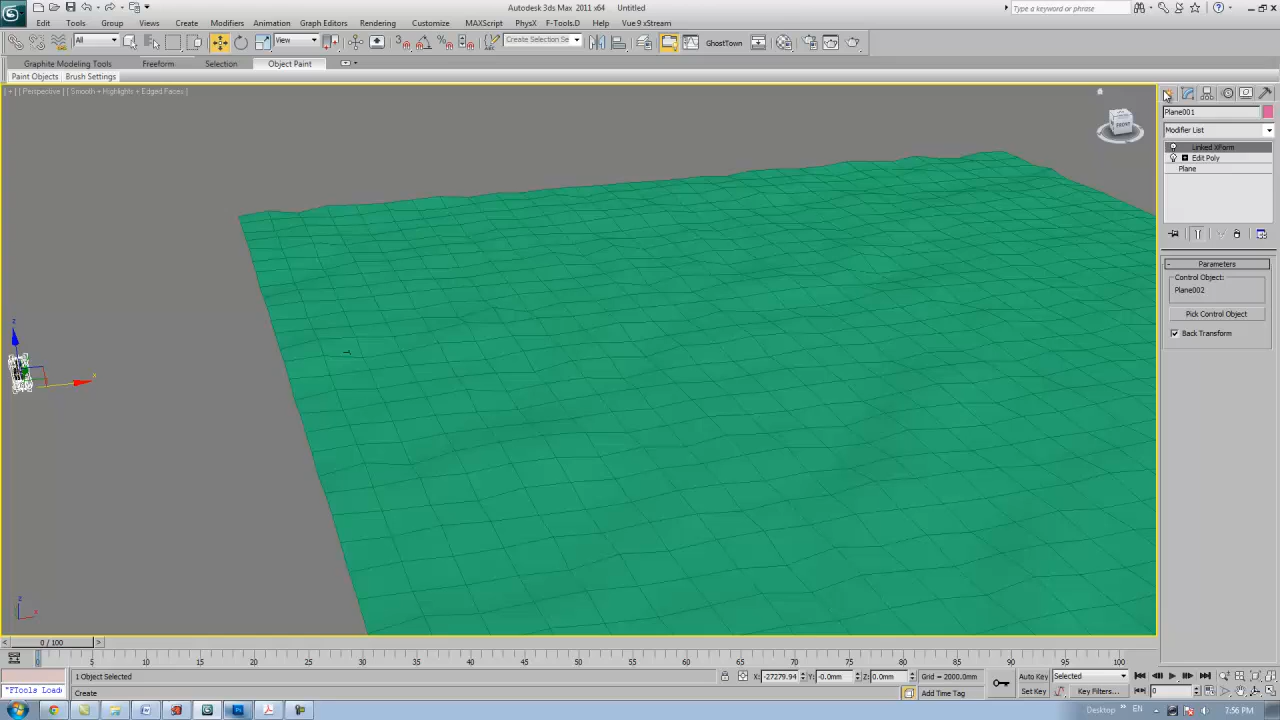 Autodesk 3ds Max 2011 x64 Untitled
Type a keyword or phrase
Edit Tools Group Views Create Modifiers Animation Graph Editors Rendering Customize MAXScript PhysX F-Tools.D Help Vue 9 xStream
All View Create Selection Se GhostTown
Graphite Modeling Tools Freeform Selection Object Paint
Paint Objects Brush Settings
[ + ] [ Perspective ] [ Smooth + Highlights + Edged Faces ]
FRONT
Plane001
Modifier List
Linked XForm
Edit Poly
Plane
- Parameters
Control Object:
Plane002
Pick Control Object
Back Transform
z
x
z
x
< 0 / 100 >
0 5 10 15 20 25 30 35 40 45 50 55 60 65 70 75 80 85 90 95 100
1 Object Selected X: -27279.94 Y: -0.0mm Z: 0.0mm Grid = 2000.0mm Auto Key Selected
"FTools Load Create Add Time Tag Set Key Key Filters... 0
Desktop EN 7:56 PM